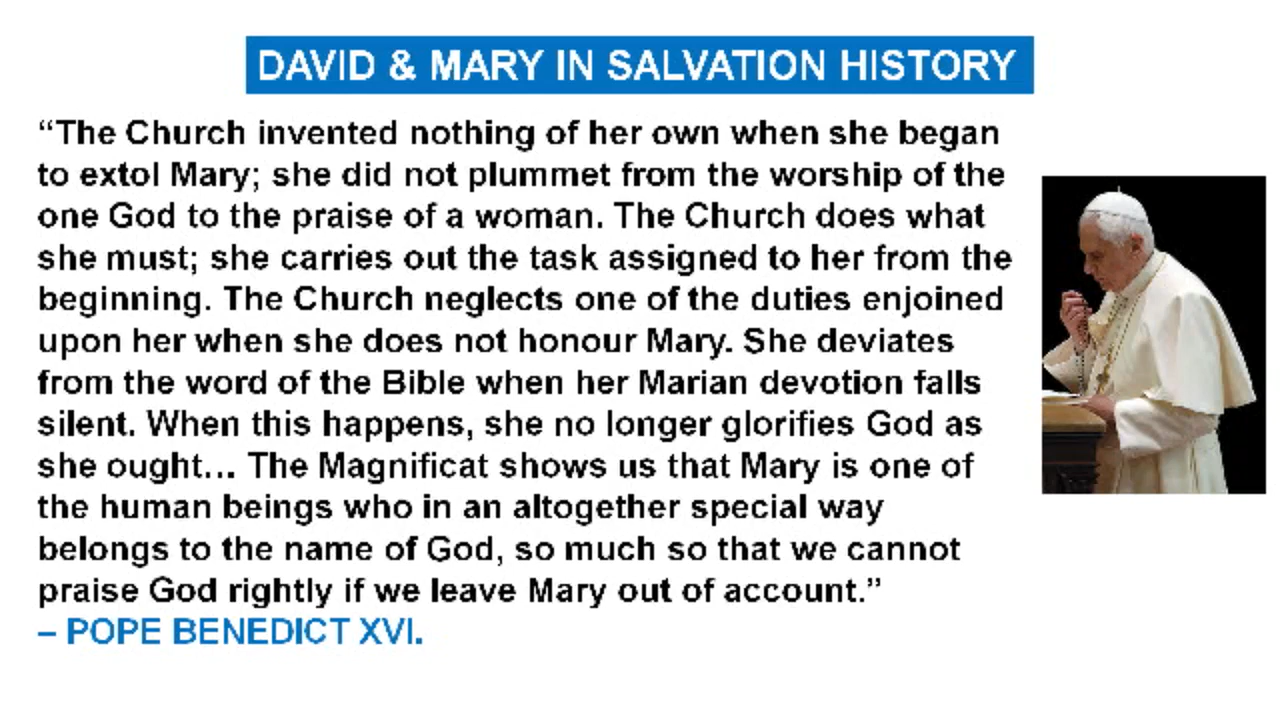 DAVID & MARY IN SALVATION HISTORY
“The Church invented nothing of her own when she began
to extol Mary; she did not plummet from the worship of the
one God to the praise of a woman. The Church does what
she must; she carries out the task assigned to her from the
beginning. The Church neglects one of the duties enjoined
upon her when she does not honour Mary. She deviates
from the word of the Bible when her Marian devotion falls
silent. When this happens, she no longer glorifies God as
she ought… The Magnificat shows us that Mary is one of
the human beings who in an altogether special way
belongs to the name of God, so much so that we cannot
praise God rightly if we leave Mary out of account.”
– POPE BENEDICT XVI.